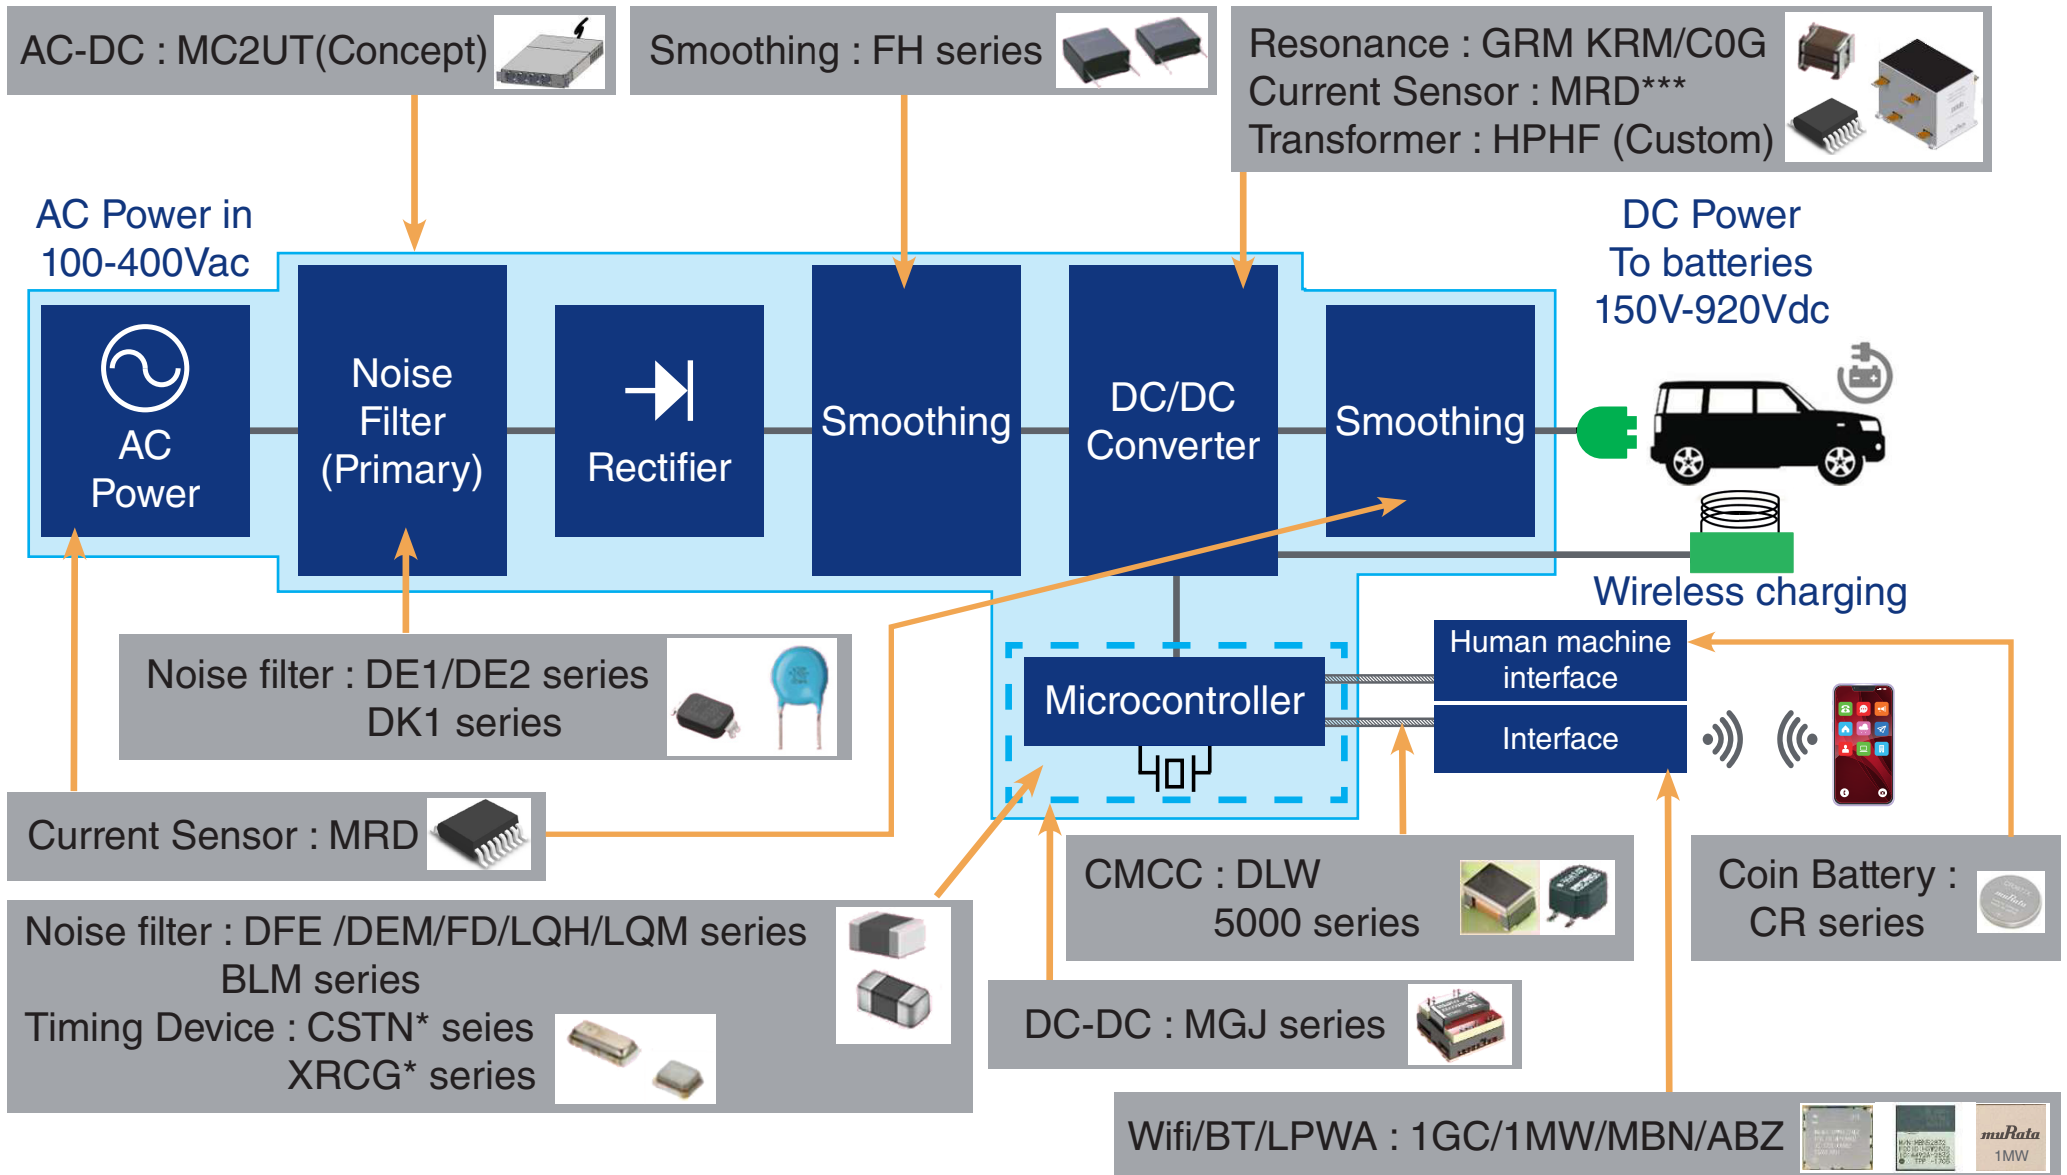 AC-DC : MC2UT(Concept)
Smoothing : FH series
Resonance : GRM KRM/C0G
Current Sensor : MRD***
Transformer : HPHF (Custom)
AC Power in
100-400Vac
DC Power
To batteries
150V-920Vdc
AC
Power
Noise
Filter
(Primary)
Rectifier
Smoothing
DC/DC
Converter
Smoothing
Wireless charging
Noise filter : DE1/DE2 series
DK1 series
Microcontroller
Human machine
interface
Interface
Current Sensor : MRD
CMCC : DLW
5000 series
Coin Battery :
CR series
muRata
Noise filter : DFE /DEM/FD/LQH/LQM series
BLM series
Timing Device : CSTN* seies
XRCG* series
DC-DC : MGJ series
Wifi/BT/LPWA : 1GC/1MW/MBN/ABZ
muRata
1MW